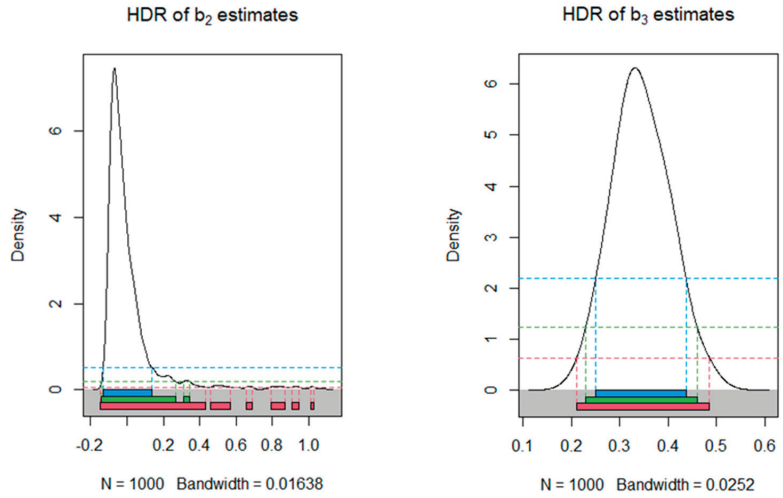 HDR of b2 estimates
Density
6
4
2
0
-0.2 0.2 0.4 0.6 0.8 1.0
N = 1000 Bandwidth = 0.01638
HDR of b3 estimates
Density
6
5
4
3
2
1
0
0.1 0.2 0.3 0.4 0.5 0.6
N = 1000 Bandwidth = 0.0252